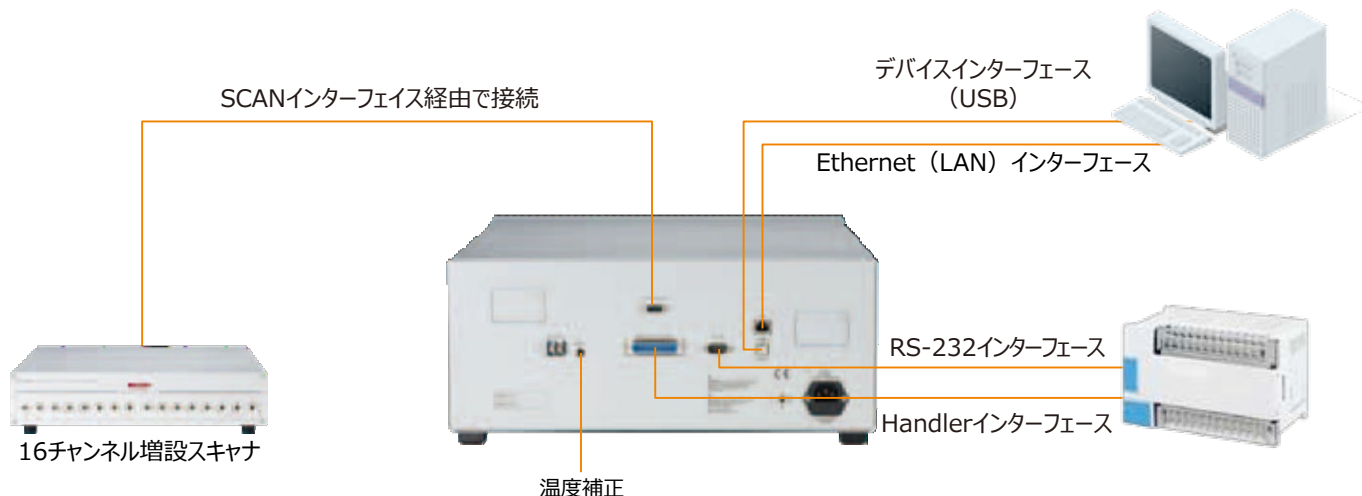 デバイスインターフェース
（USB）
SCANインターフェイス経由で接続
Ethernet（LAN）インターフェース
RS-232インターフェース
Handlerインターフェース
16チャンネル増設スキャナ
温度補正